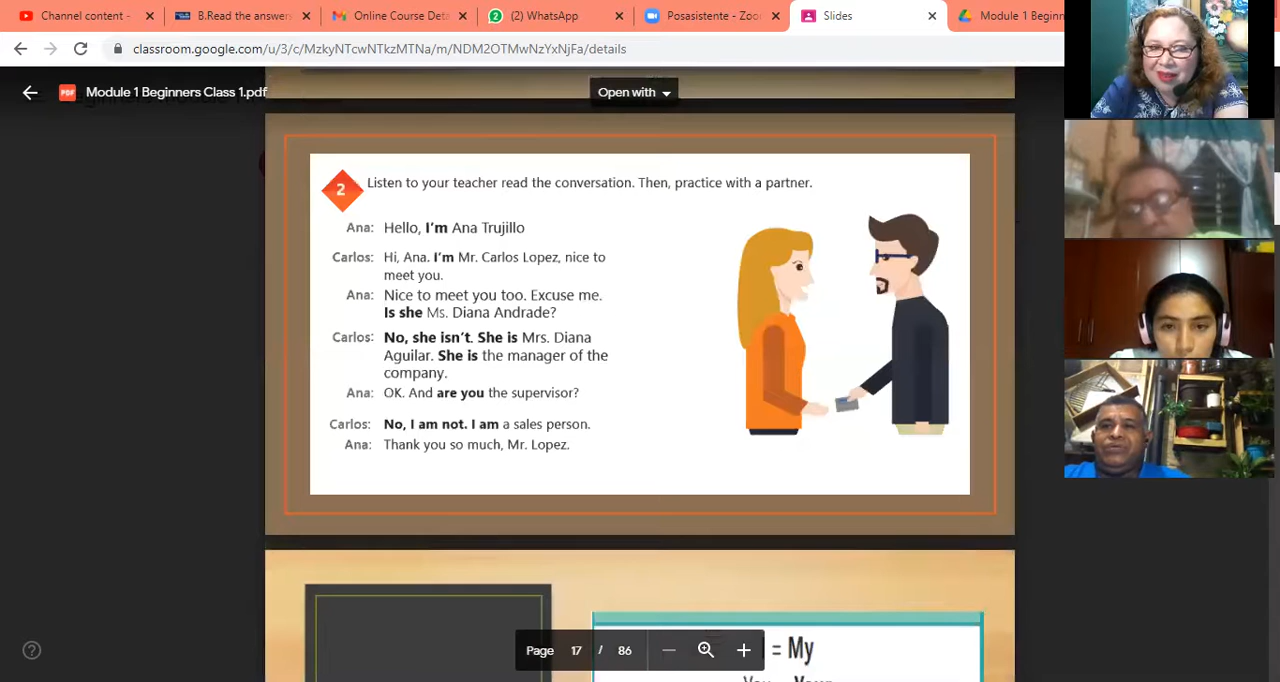 Channel content -
B.Read the answers
Online Course Deta
(2) WhatsApp
Posasistente - Zoo
Slides
Module 1 Beginn
classroom.google.com/u/3/c/MzkyNTcwNTkzMTNa/m/NDM2OTMwNzYxNjFa/details
PDF
Module 1 Beginners Class 1.pdf
Open with
2
Listen to your teacher read the conversation. Then, practice with a partner.
Ana: Hello, I'm Ana Trujillo
Carlos: Hi, Ana. I'm Mr. Carlos Lopez, nice to
meet you.
Ana: Nice to meet you too. Excuse me.
Is she Ms. Diana Andrade?
Carlos: No, she isn't. She is Mrs. Diana
Aguilar. She is the manager of the
company.
Ana: OK. And are you the supervisor?
Carlos: No, I am not. I am a sales person.
Ana: Thank you so much, Mr. Lopez.
= My
Page 17 / 86